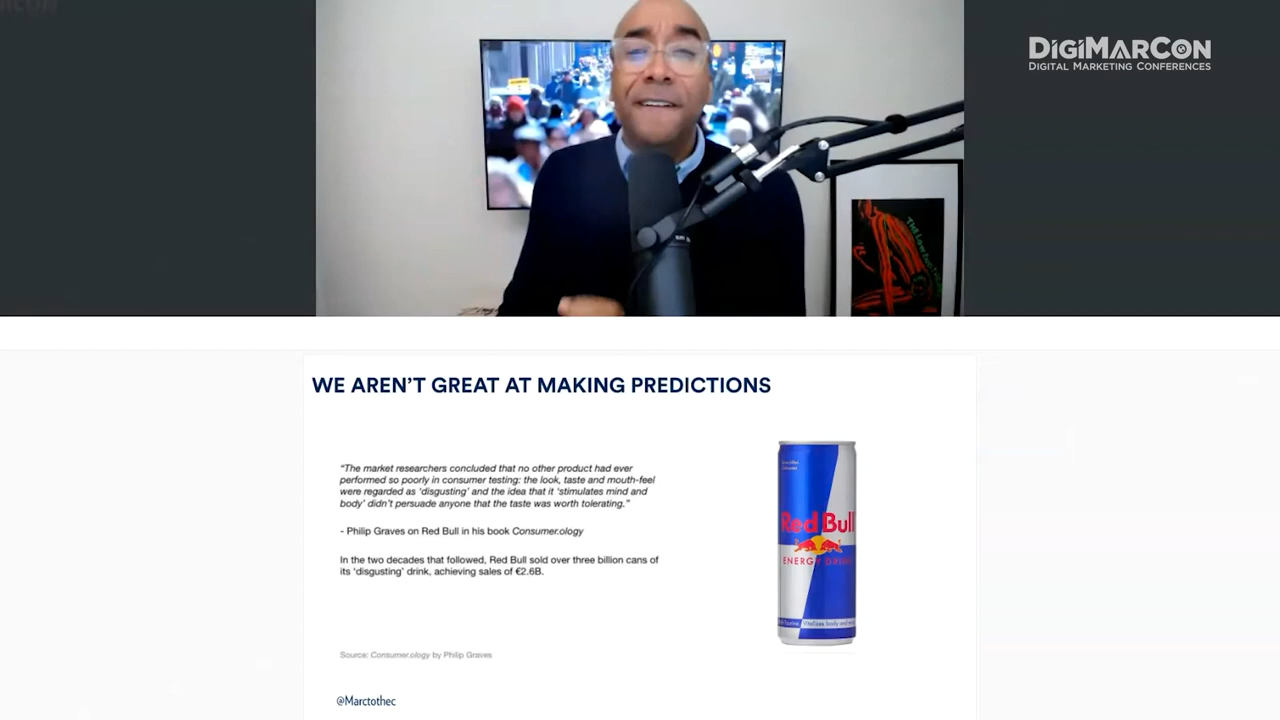 DIGIMARCON
DIGITAL MARKETING CONFERENCES
WE AREN'T GREAT AT MAKING PREDICTIONS
“The market researchers concluded that no other product had ever
performed so poorly in consumer testing: the look, taste and mouth-feel
were regarded as ‘disgusting’ and the idea that it ‘stimulates mind and
body’ didn’t persuade anyone that the taste was worth tolerating.”
- Philip Graves on Red Bull in his book Consumer.ology
In the two decades that followed, Red Bull sold over three billion cans of
its ‘disgusting’ drink, achieving sales of €2.6B.
Red Bull
ENERGY DRINK
Vitalizes body and
Source: Consumer.ology by Philip Graves
@Marctothec